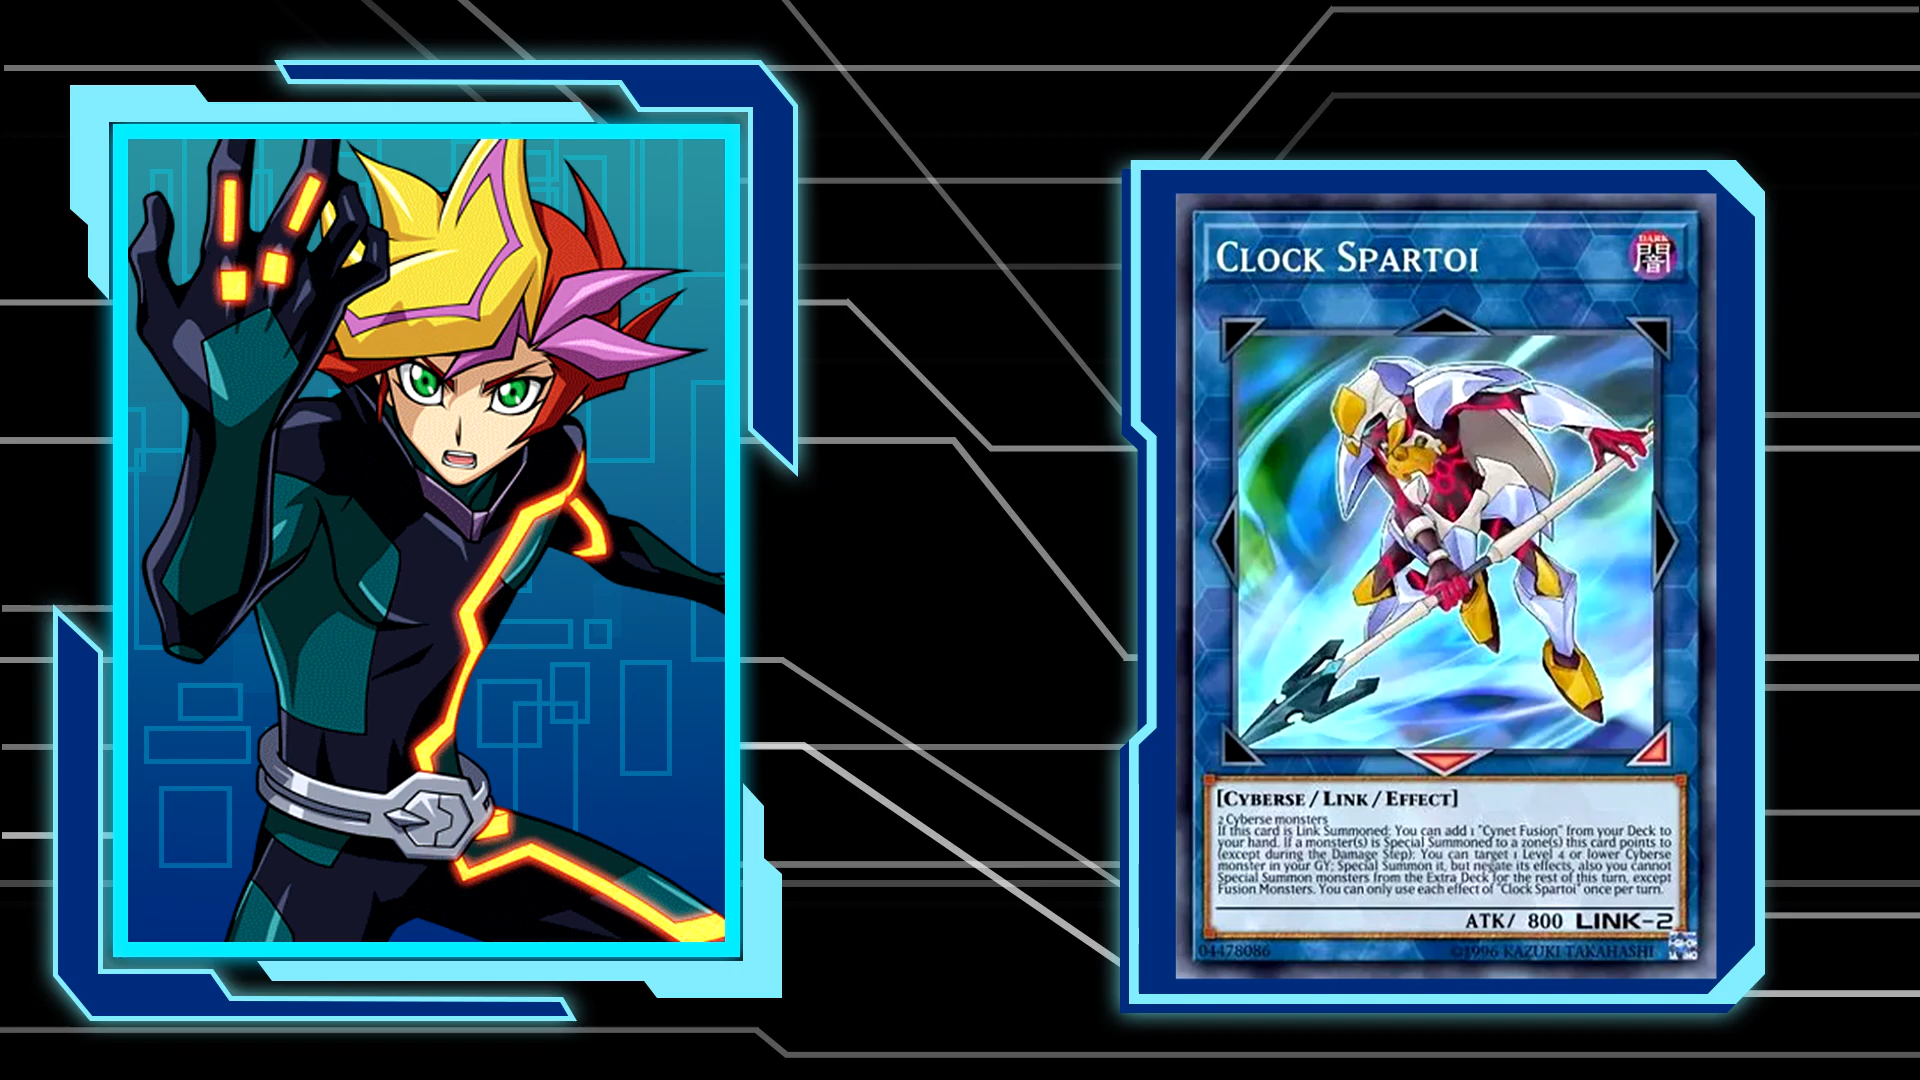 CLOCK SPARTOI
DARK
闇
[CYBERSE / LINK / EFFECT]
2 Cyberse monsters
If this card is Link Summoned: You can add 1 "Cynet Fusion" from your Deck to
your hand. If a monster(s) is Special Summoned to a zone(s) this card points to
(except during the Damage Step): You can target 1 Level 4 or lower Cyberse
monster in your GY; Special Summon it, but negate its effects, also you cannot
Special Summon monsters from the Extra Deck for the rest of this turn, except
Fusion Monsters. You can only use each effect of "Clock Spartoi" once per turn.
ATK/ 800 LINK-2
04478086 ©1996 KAZUKI TAKAHASHI